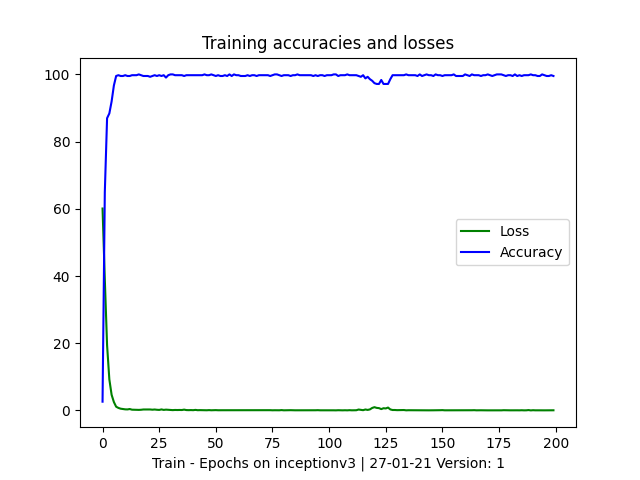 Training accuracies and losses
100
80
60
40
20
0
Loss
Accuracy
0 25 50 75 100 125 150 175 200
Train - Epochs on inceptionv3 | 27-01-21 Version: 1